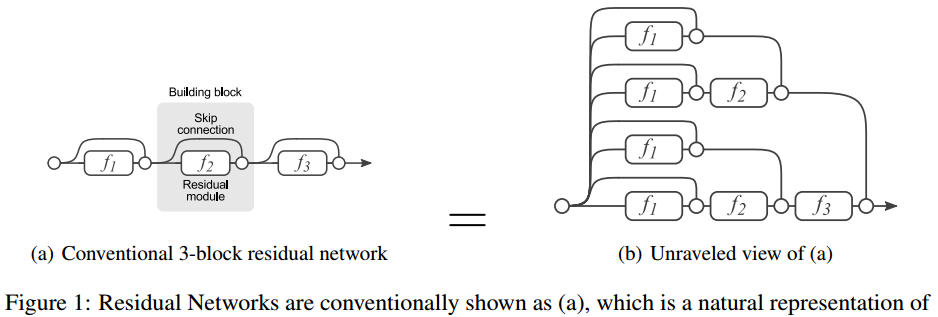 Building block
Skip
connection
f1 f2 f3
Residual
module
(a) Conventional 3-block residual network
=
f1
f1 f2
f1
f1 f2 f3
(b) Unraveled view of (a)
Figure 1: Residual Networks are conventionally shown as (a), which is a natural representation of